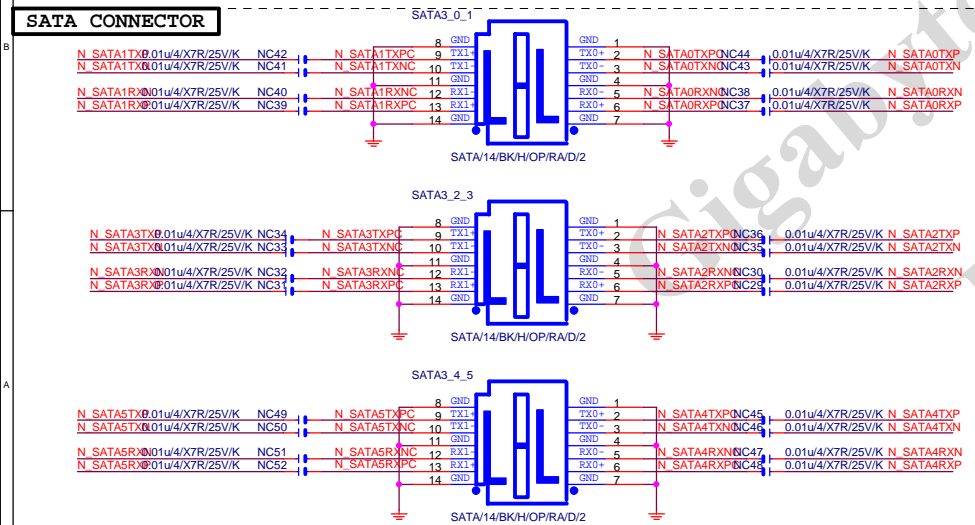 SATA CONNECTOR
B
SATA3_0_1
8 GND GND 1
N_SATA1TXP 0.01u/4/X7R/25V/K NC42 N_SATA1TXPC 9 TX1+ TX0+ 2 N_SATA0TXPC NC44 0.01u/4/X7R/25V/K N_SATA0TXP
N_SATA1TXN 0.01u/4/X7R/25V/K NC41 N_SATA1TXNC 10 TX1- TX0- 3 N_SATA0TXNC NC43 0.01u/4/X7R/25V/K N_SATA0TXN
11 GND GND 4
N_SATA1RXN 0.01u/4/X7R/25V/K NC40 N_SATA1RXNC 12 RX1- RX0- 5 N_SATA0RXNC NC38 0.01u/4/X7R/25V/K N_SATA0RXN
N_SATA1RXP 0.01u/4/X7R/25V/K NC39 N_SATA1RXPC 13 RX1+ RX0+ 6 N_SATA0RXPC NC37 0.01u/4/X7R/25V/K N_SATA0RXP
14 GND GND 7
SATA/14/BK/H/OP/RA/D/2
Gigabyte
SATA3_2_3
8 GND GND 1
N_SATA3TXP 0.01u/4/X7R/25V/K NC34 N_SATA3TXPC 9 TX1+ TX0+ 2 N_SATA2TXPC NC36 0.01u/4/X7R/25V/K N_SATA2TXP
N_SATA3TXN 0.01u/4/X7R/25V/K NC33 N_SATA3TXNC 10 TX1- TX0- 3 N_SATA2TXNC NC35 0.01u/4/X7R/25V/K N_SATA2TXN
11 GND GND 4
N_SATA3RXN 0.01u/4/X7R/25V/K NC32 N_SATA3RXNC 12 RX1- RX0- 5 N_SATA2RXNC NC30 0.01u/4/X7R/25V/K N_SATA2RXN
N_SATA3RXP 0.01u/4/X7R/25V/K NC31 N_SATA3RXPC 13 RX1+ RX0+ 6 N_SATA2RXPC NC29 0.01u/4/X7R/25V/K N_SATA2RXP
14 GND GND 7
SATA/14/BK/H/OP/RA/D/2
A
SATA3_4_5
8 GND GND 1
N_SATA5TXP 0.01u/4/X7R/25V/K NC49 N_SATA5TXPC 9 TX1+ TX0+ 2 N_SATA4TXPC NC45 0.01u/4/X7R/25V/K N_SATA4TXP
N_SATA5TXN 0.01u/4/X7R/25V/K NC50 N_SATA5TXNC 10 TX1- TX0- 3 N_SATA4TXNC NC46 0.01u/4/X7R/25V/K N_SATA4TXN
11 GND GND 4
N_SATA5RXN 0.01u/4/X7R/25V/K NC51 N_SATA5RXNC 12 RX1- RX0- 5 N_SATA4RXNC NC47 0.01u/4/X7R/25V/K N_SATA4RXN
N_SATA5RXP 0.01u/4/X7R/25V/K NC52 N_SATA5RXPC 13 RX1+ RX0+ 6 N_SATA4RXPC NC48 0.01u/4/X7R/25V/K N_SATA4RXP
14 GND GND 7
SATA/14/BK/H/OP/RA/D/2